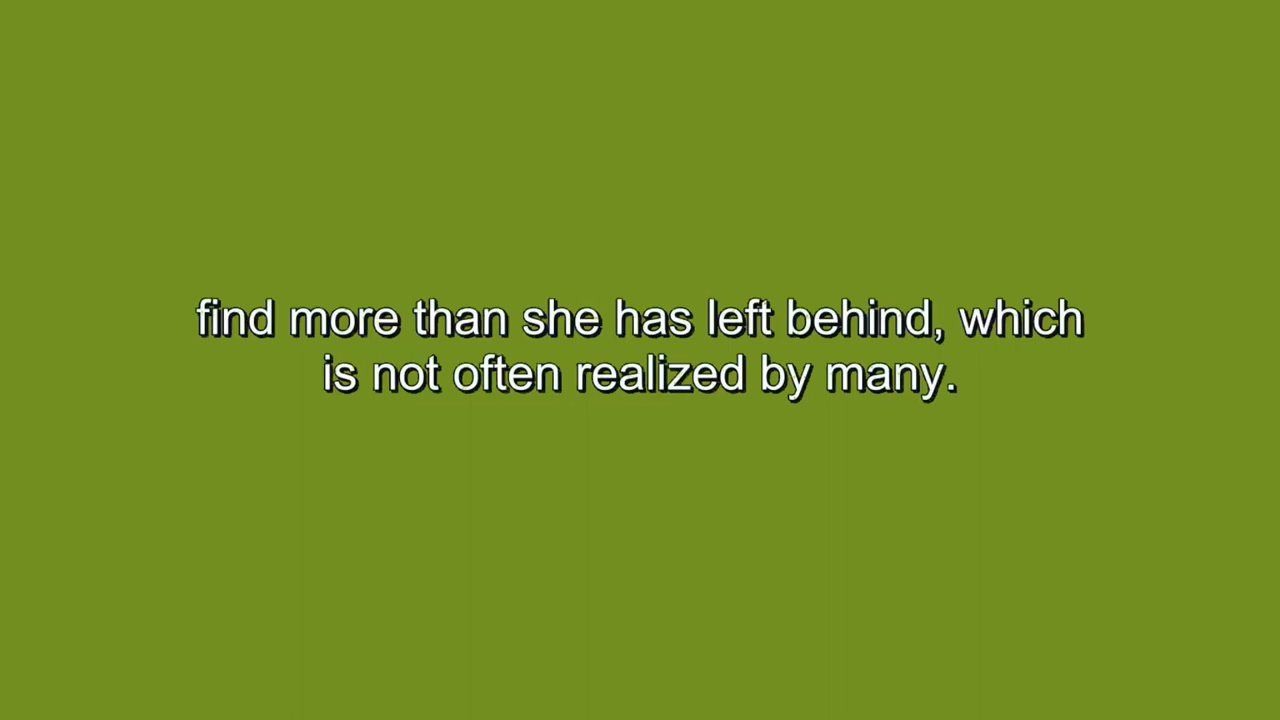 find more than she has left behind, which
is not often realized by many.